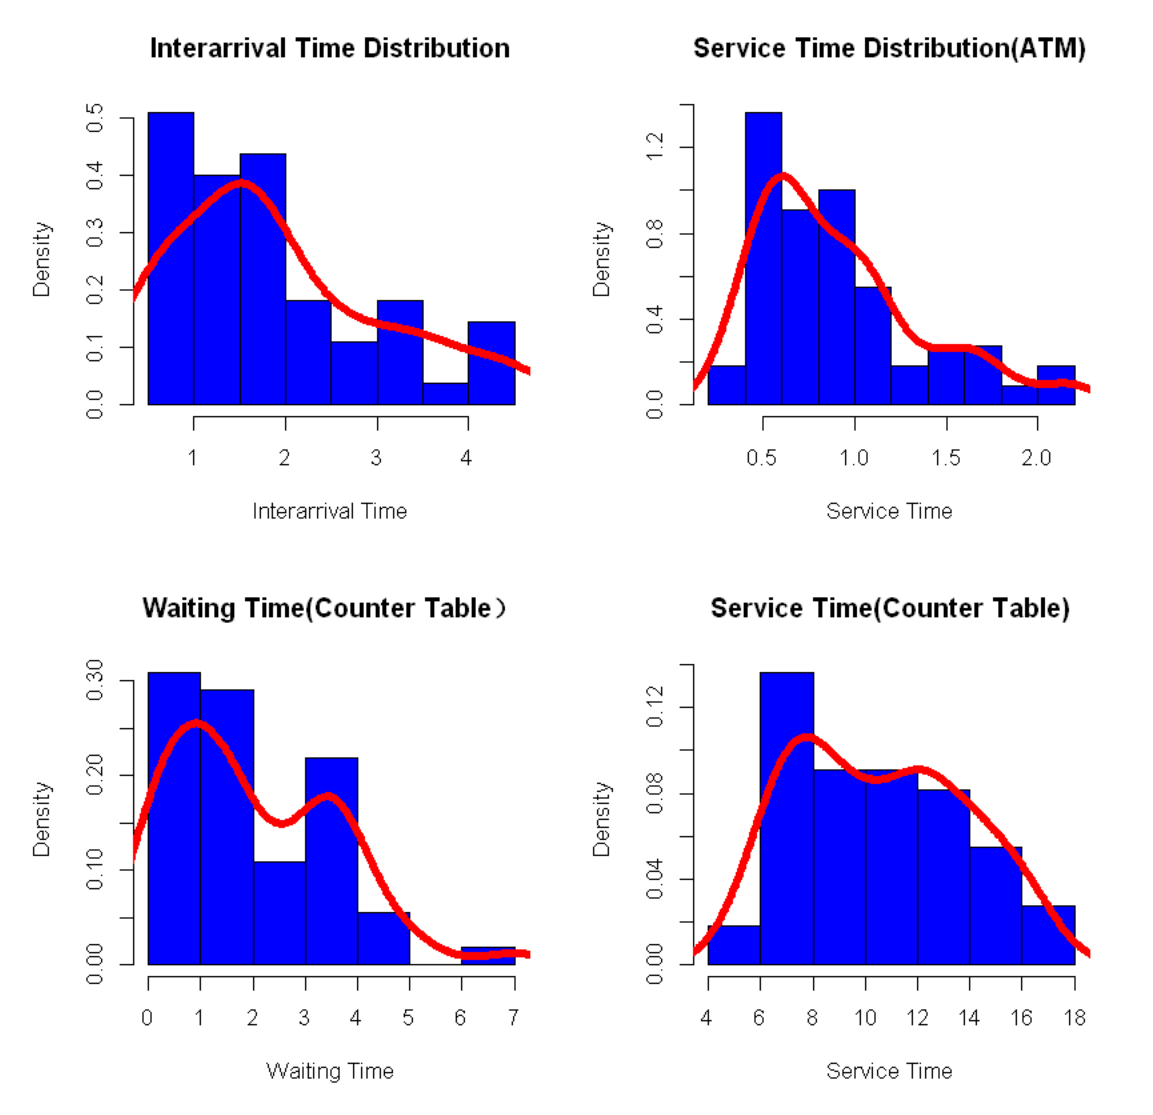 Interarrival Time Distribution
Density
0.0 0.1 0.2 0.3 0.4 0.5
1 2 3 4
Interarrival Time
Service Time Distribution(ATM)
Density
0.0 0.4 0.8 1.2
0.5 1.0 1.5 2.0
Service Time
Waiting Time(Counter Table）
Density
0.00 0.10 0.20 0.30
0 1 2 3 4 5 6 7
Waiting Time
Service Time(Counter Table)
Density
0.00 0.04 0.08 0.12
4 6 8 10 12 14 16 18
Service Time